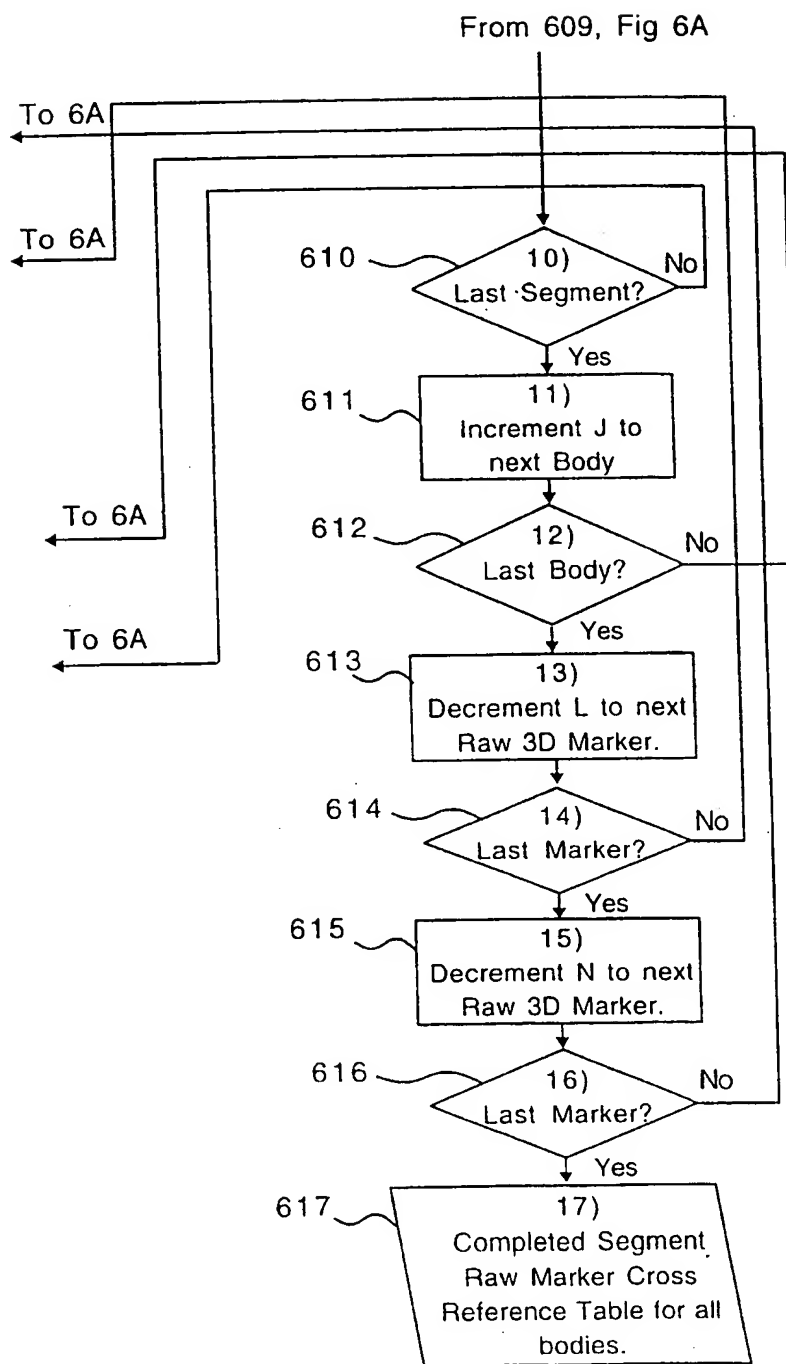 From 609, Fig 6A
To 6A
To 6A
610
10)
Last Segment?
No
Yes
611
11)
Increment J to
next Body
To 6A
612
12)
Last Body?
No
Yes
To 6A
613
13)
Decrement L to next
Raw 3D Marker.
614
14)
Last Marker?
No
Yes
615
15)
Decrement N to next
Raw 3D Marker.
616
16)
Last Marker?
No
Yes
617
17)
Completed Segment
Raw Marker Cross
Reference Table for all
bodies.